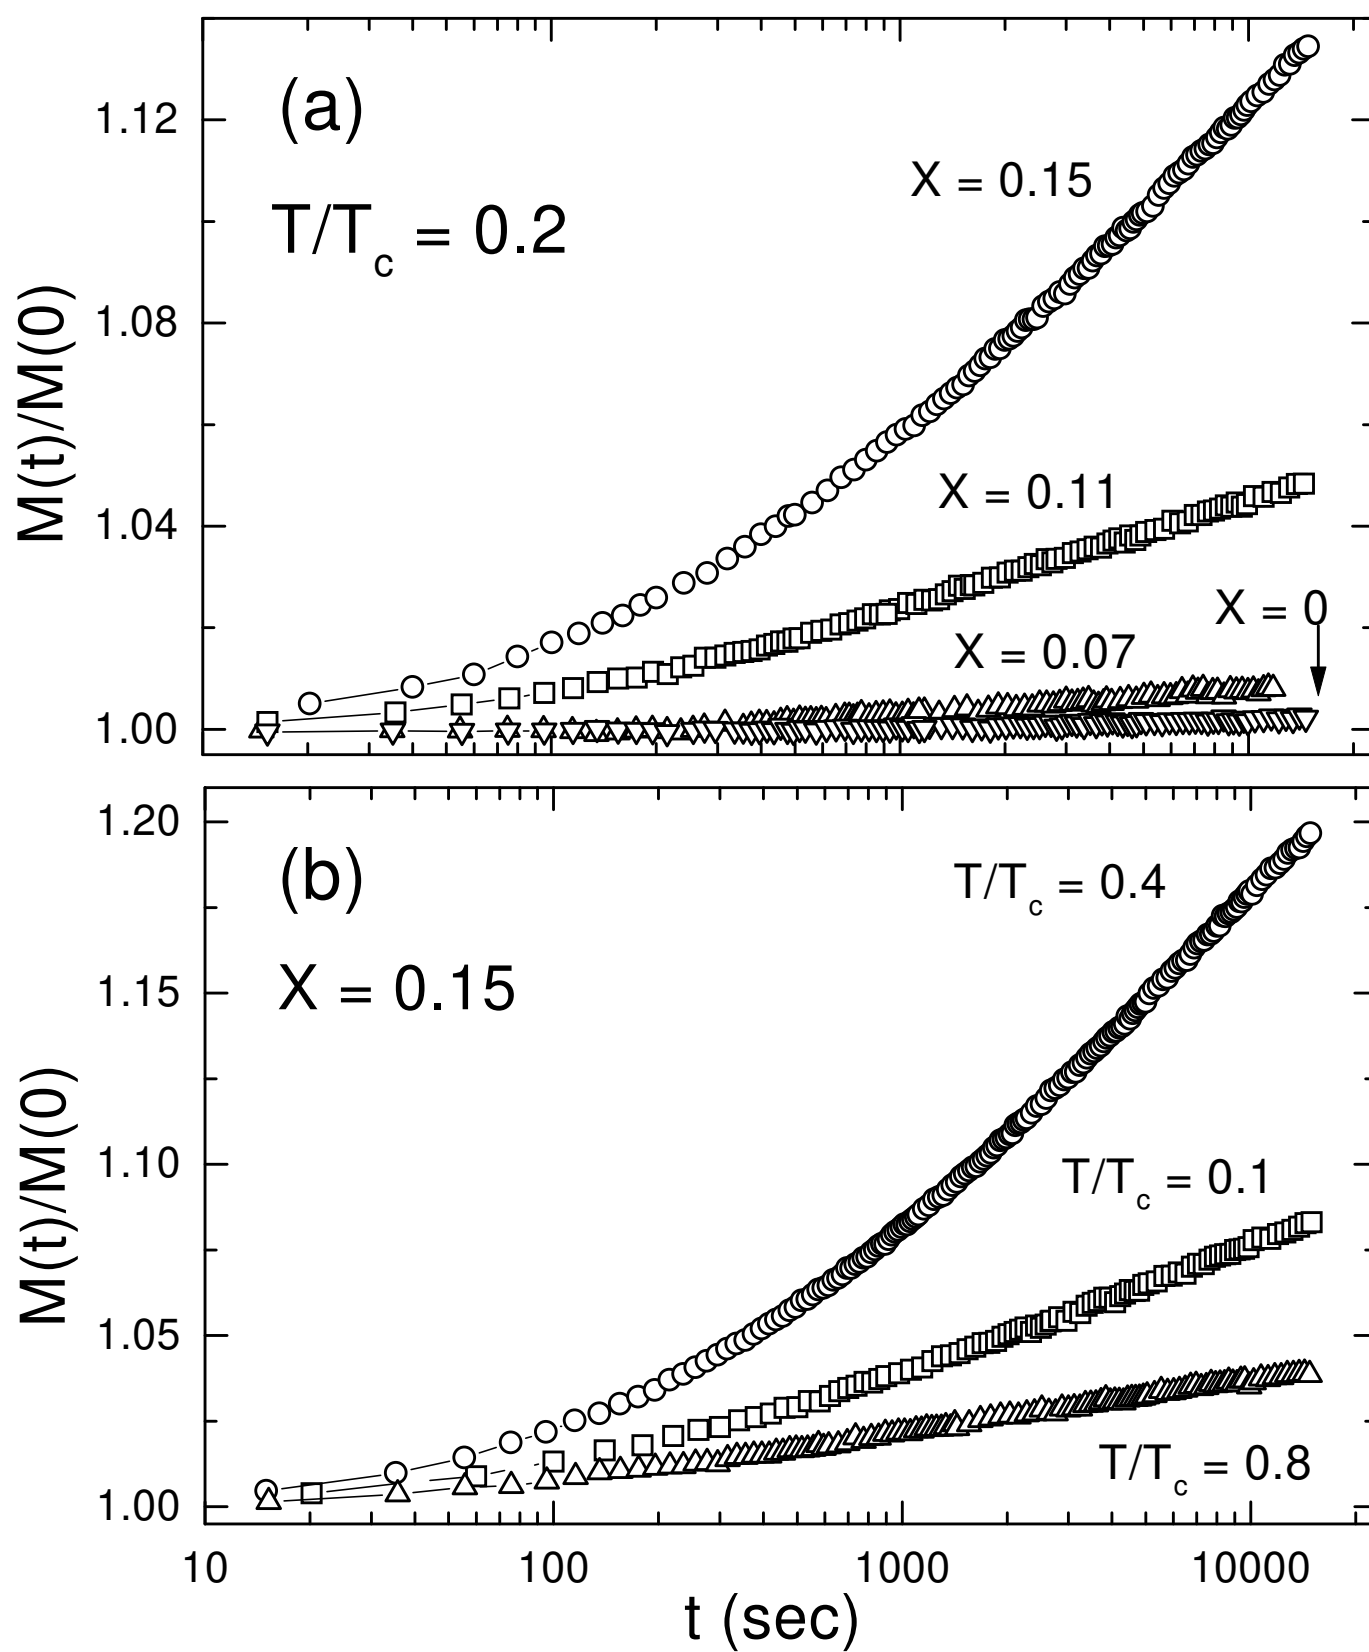 (a)
T/Tc = 0.2
X = 0.15
X = 0.11
X = 0.07
X = 0
1.12
1.08
1.04
1.00
M(t)/M(0)
(b)
X = 0.15
T/Tc = 0.4
T/Tc = 0.1
T/Tc = 0.8
1.20
1.15
1.10
1.05
1.00
M(t)/M(0)
10 100 1000 10000
t (sec)